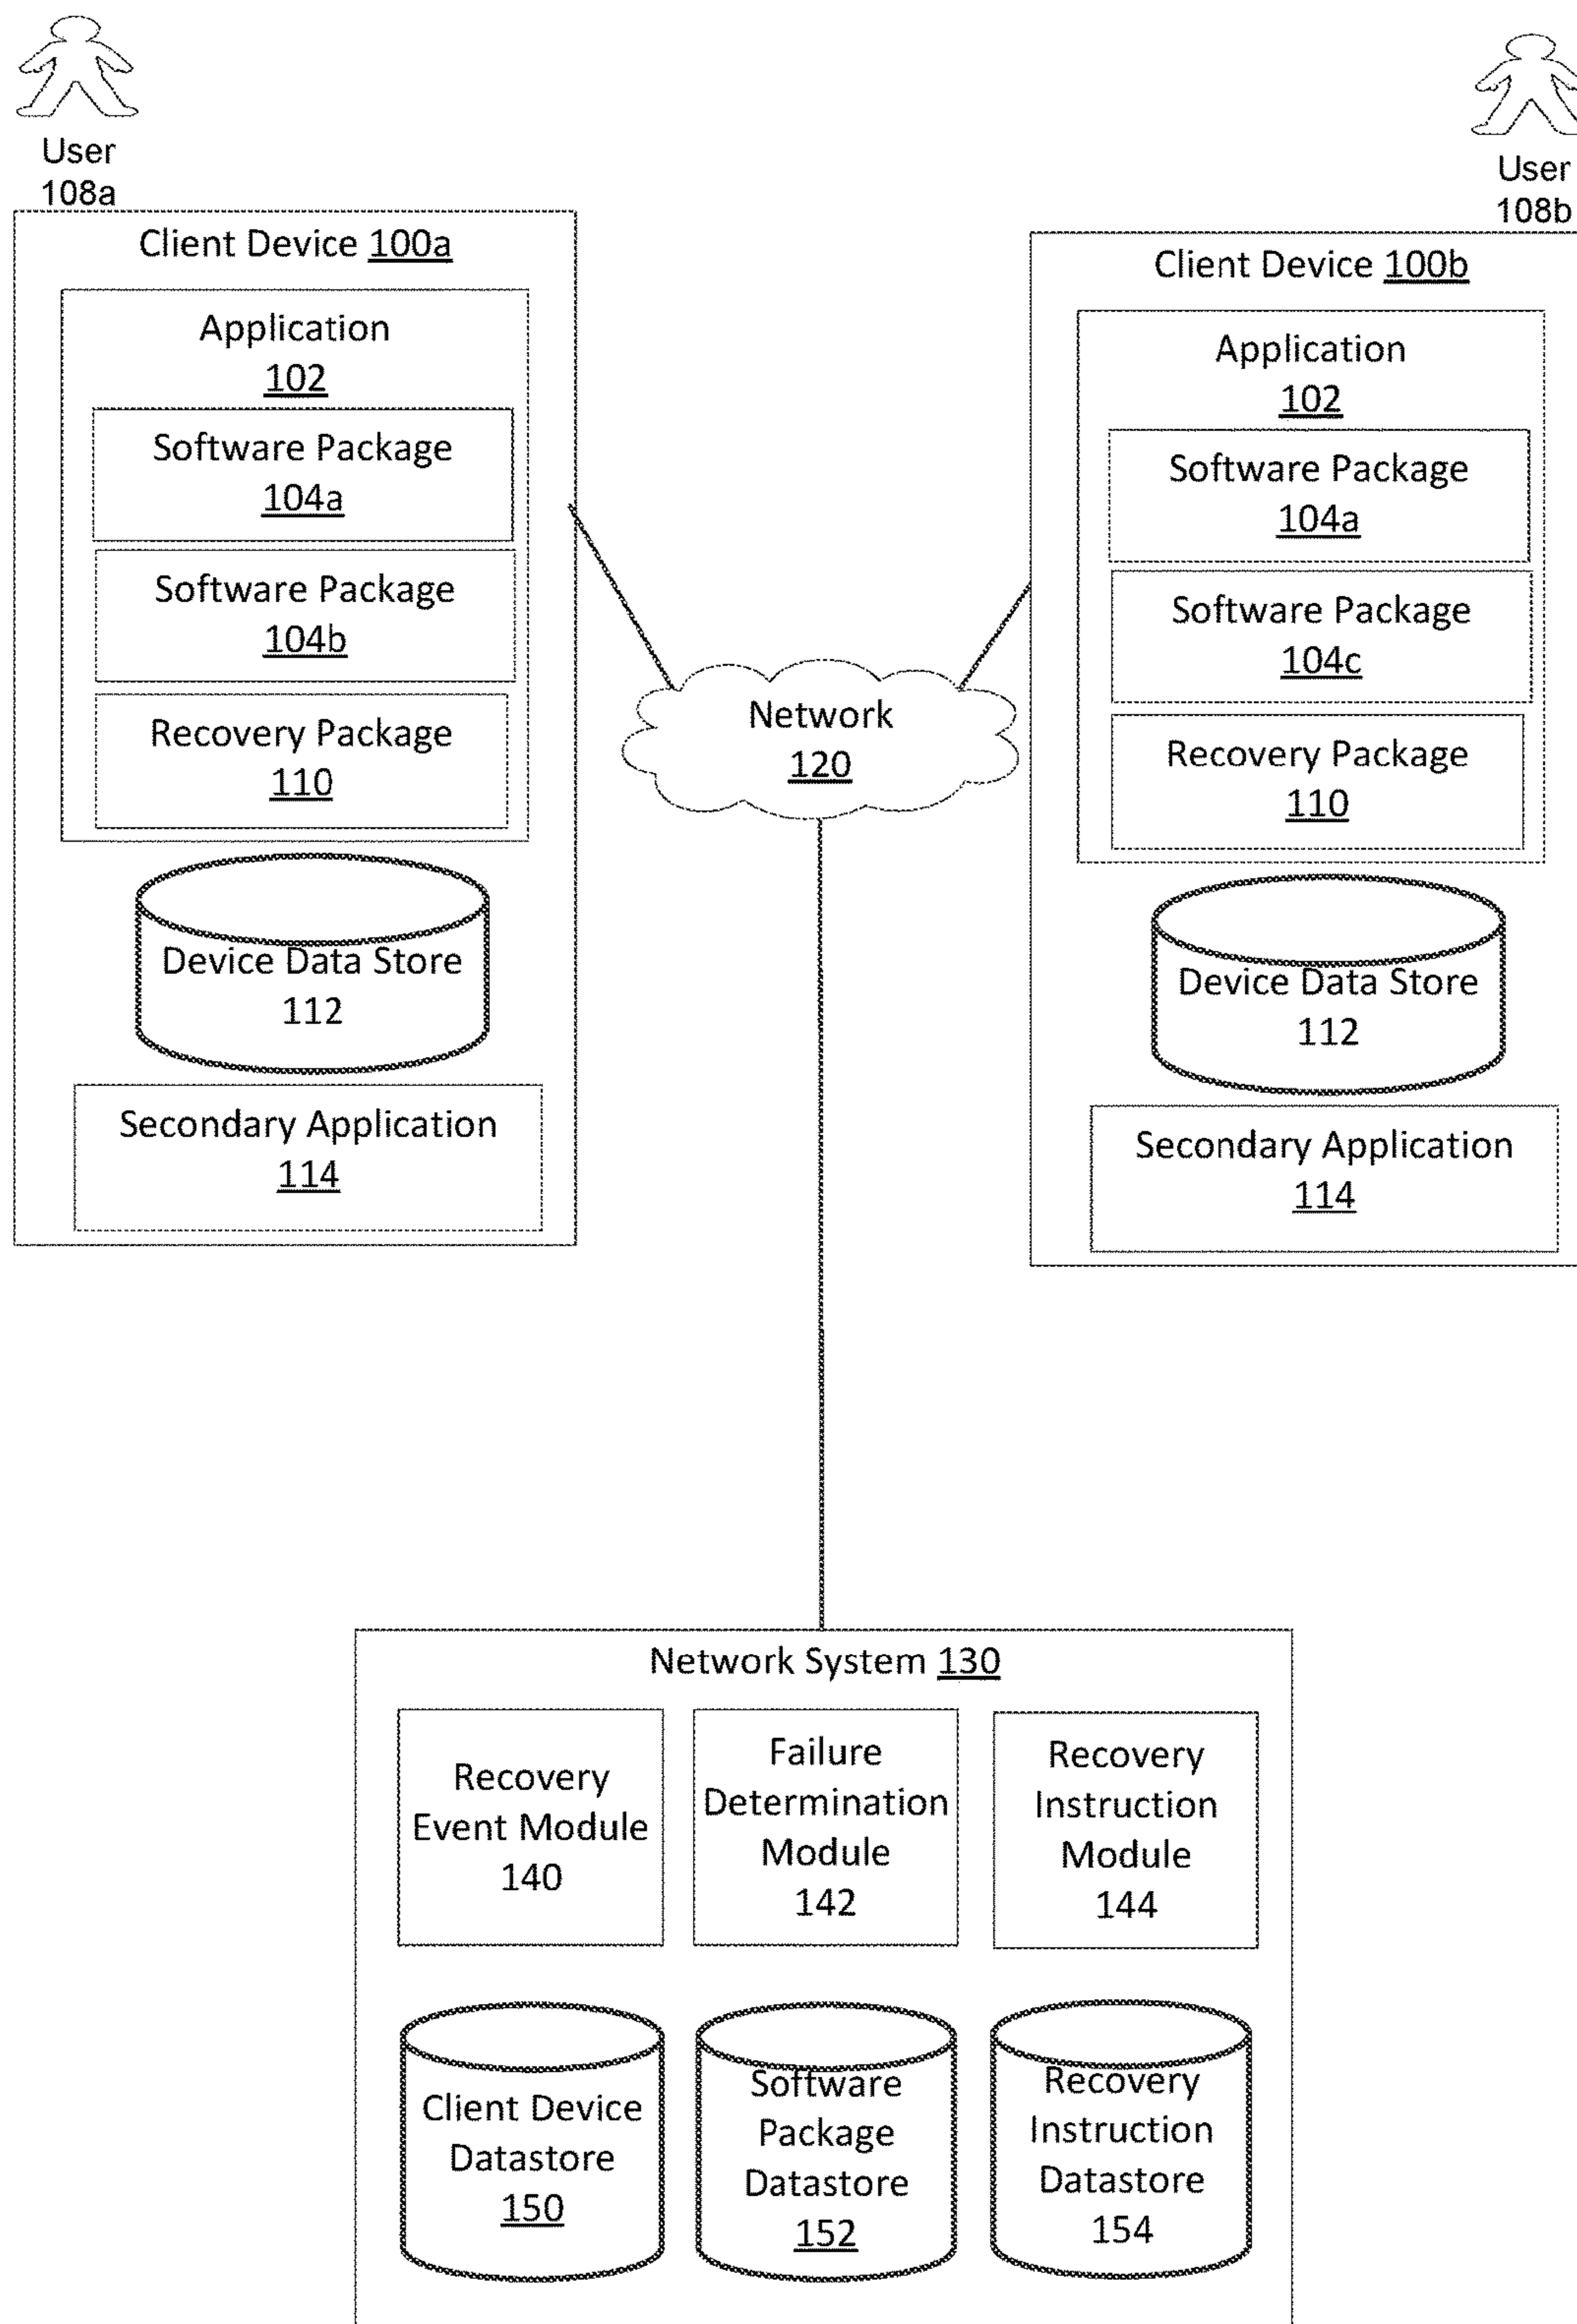 User
108a
Client Device 100a
Application
102
Software Package
104a
Software Package
104b
Recovery Package
110
Device Data Store
112
Secondary Application
114
User
108b
Client Device 100b
Application
102
Software Package
104a
Software Package
104c
Recovery Package
110
Device Data Store
112
Secondary Application
114
Network
120
Network System 130
Recovery
Event Module
140
Failure
Determination
Module
142
Recovery
Instruction
Module
144
Client Device
Datastore
150
Software
Package
Datastore
152
Recovery
Instruction
Datastore
154